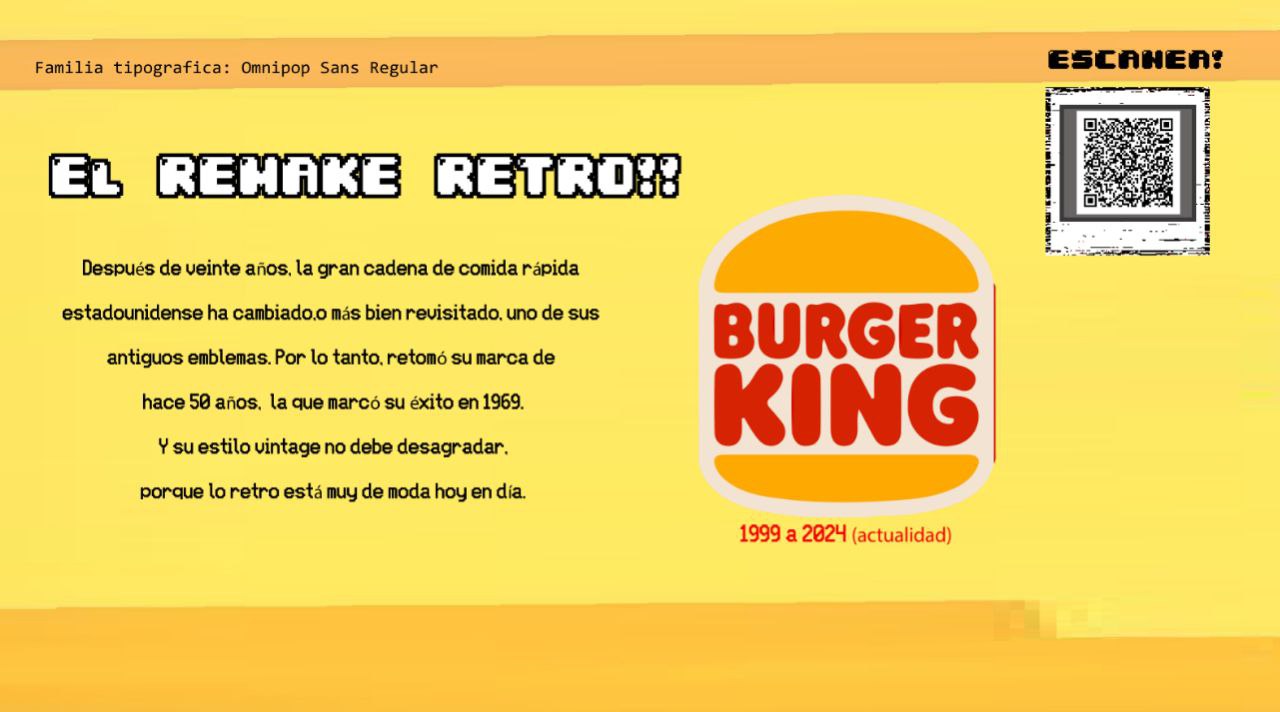 Familia tipografica: Omnipop Sans Regular
ESCANEA!
EL REMAKE RETRO!!
Después de veinte años, la gran cadena de comida rápida
estadounidense ha cambiado,o más bien revisitado, uno de sus
antiguos emblemas. Por lo tanto, retomó su marca de
hace 50 años,  la que marcó su éxito en 1969.
Y su estilo vintage no debe desagradar,
porque lo retro está muy de moda hoy en día.
BURGER
KING
1999 a 2024 (actualidad)